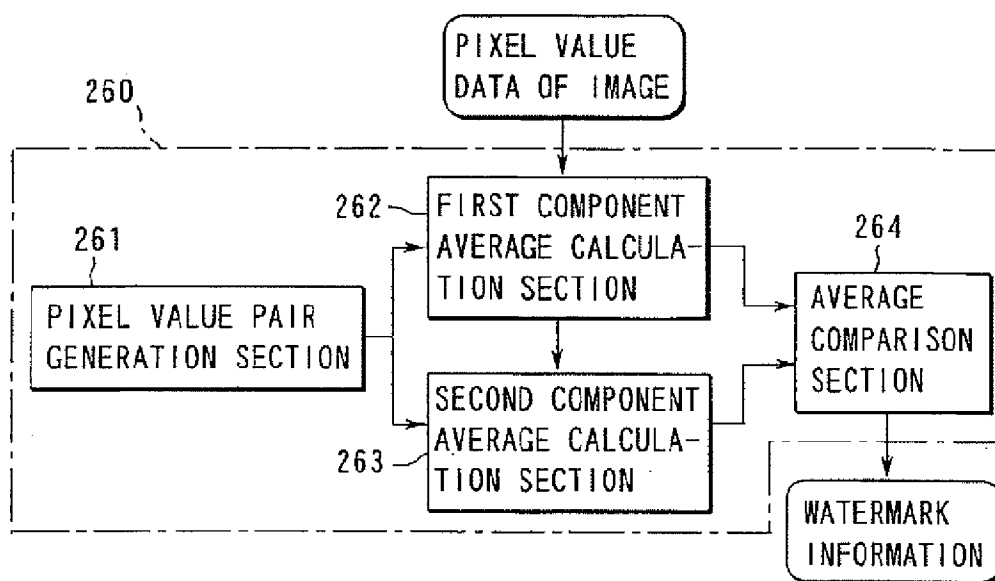 PIXEL VALUE
DATA OF IMAGE
260
262
FIRST COMPONENT
AVERAGE CALCULA-
TION SECTION
264
261
PIXEL VALUE PAIR
GENERATION SECTION
AVERAGE
COMPARISON
SECTION
263
SECOND COMPONENT
AVERAGE CALCULA-
TION SECTION
WATERMARK
INFORMATION